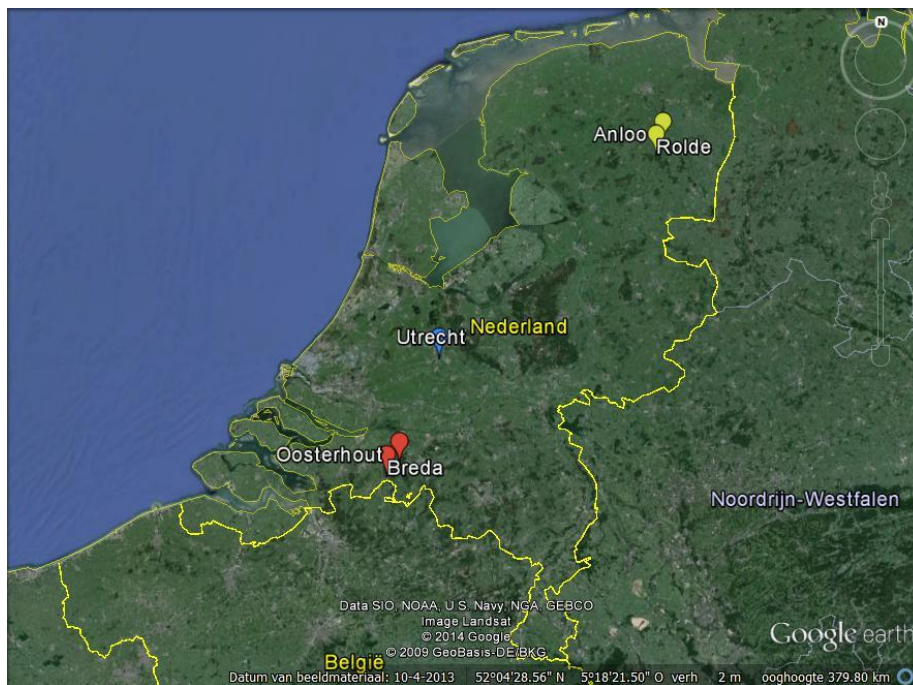 N
Anloo
Rolde
Utrecht
Nederland
Oosterhout
Breda
Noordrijn-Westfalen
Data SIO, NOAA, U.S. Navy, NGA, GEBCO
Image Landsat
© 2014 Google
© 2009 GeoBasis-DE/BKG
Google earth
België
Datum van beeldmateriaal: 10-4-2013 52°04'28.56" N 5°18'21.50" O verh 2 m ooghoogte 379.80 km